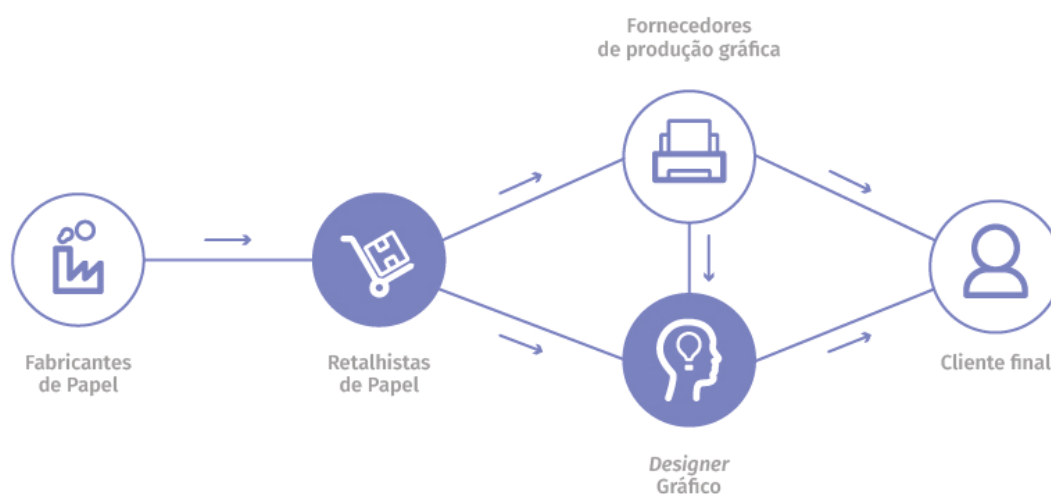 Fornecedores
de produção gráfica
Fabricantes
de Papel
Retalhistas
de Papel
Designer
Gráfico
Cliente final